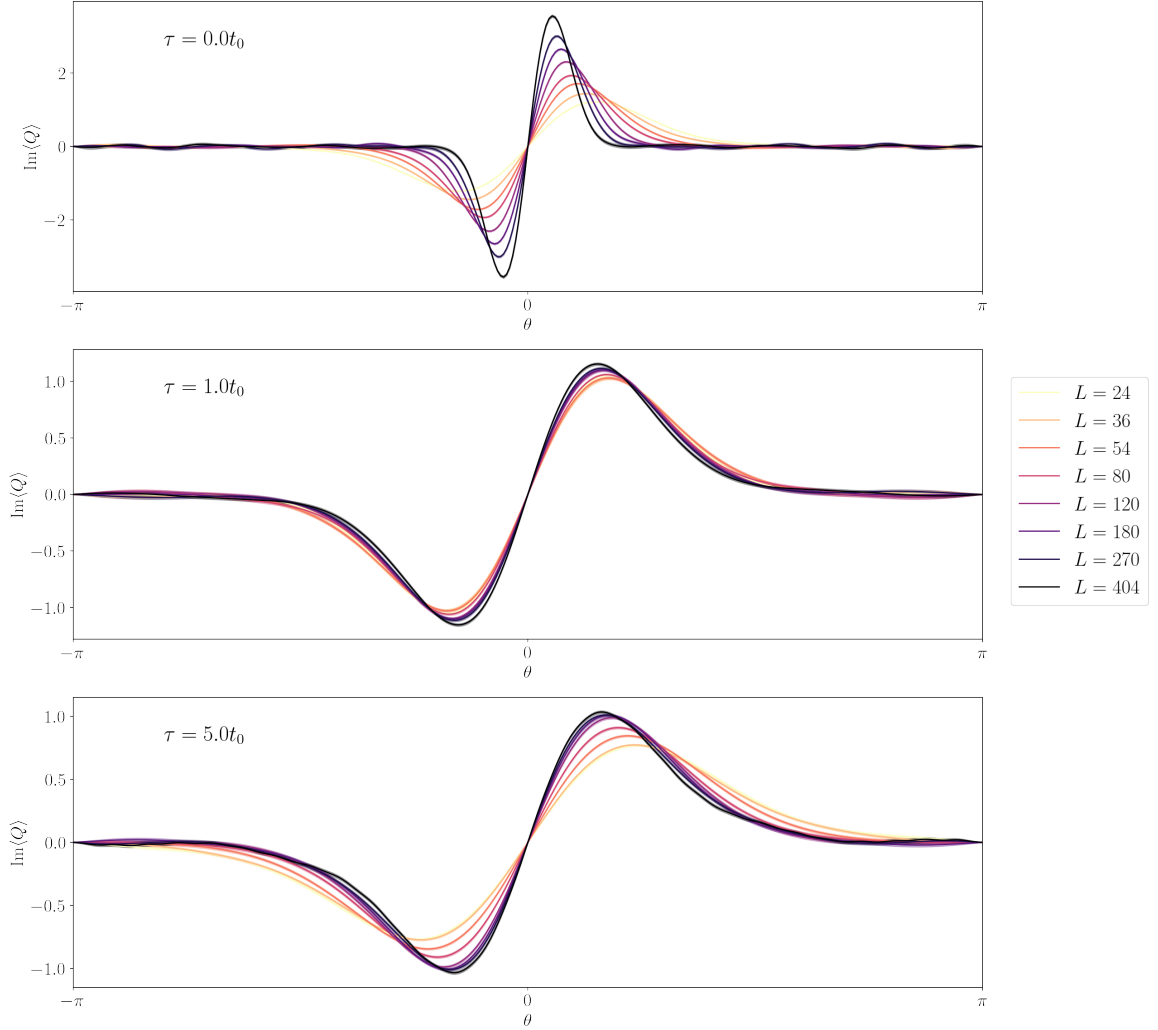 τ = 0.0t₀
2
0
−2
Im⟨Q⟩
−π
0
π
θ
τ = 1.0t₀
1.0
0.5
0.0
−0.5
−1.0
Im⟨Q⟩
−π
0
π
θ
τ = 5.0t₀
1.0
0.5
0.0
−0.5
−1.0
Im⟨Q⟩
−π
0
π
θ
L = 24
L = 36
L = 54
L = 80
L = 120
L = 180
L = 270
L = 404